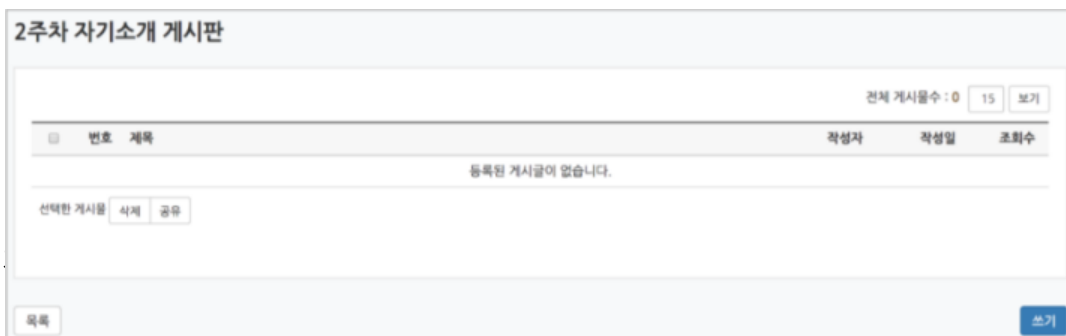 2주차 자기소개 게시판
전체 게시물수 : 0 15 보기
번호 제목 작성자 작성일 조회수
등록된 게시글이 없습니다.
선택한 게시물 삭제 공유
목록 쓰기